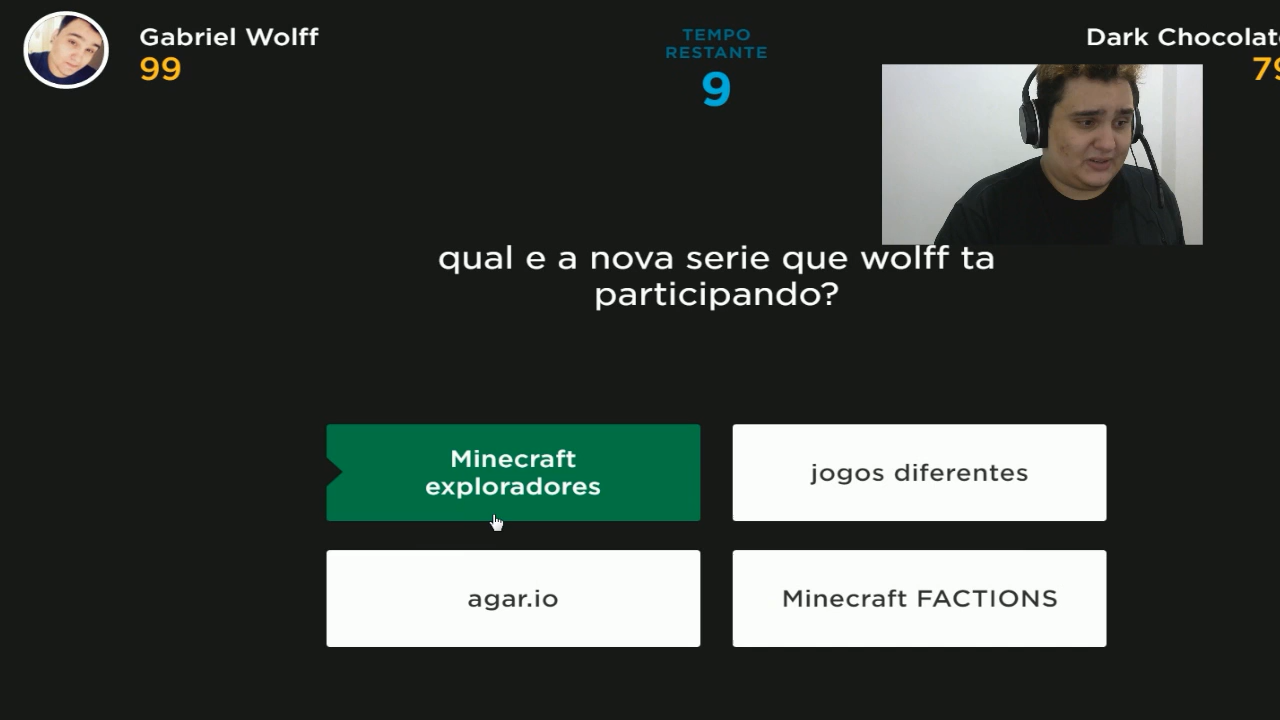 Gabriel Wolff
99
TEMPO
RESTANTE
9
Dark Chocolat
qual e a nova serie que wolff ta
participando?
Minecraft
exploradores
jogos diferentes
agar.io
Minecraft FACTIONS